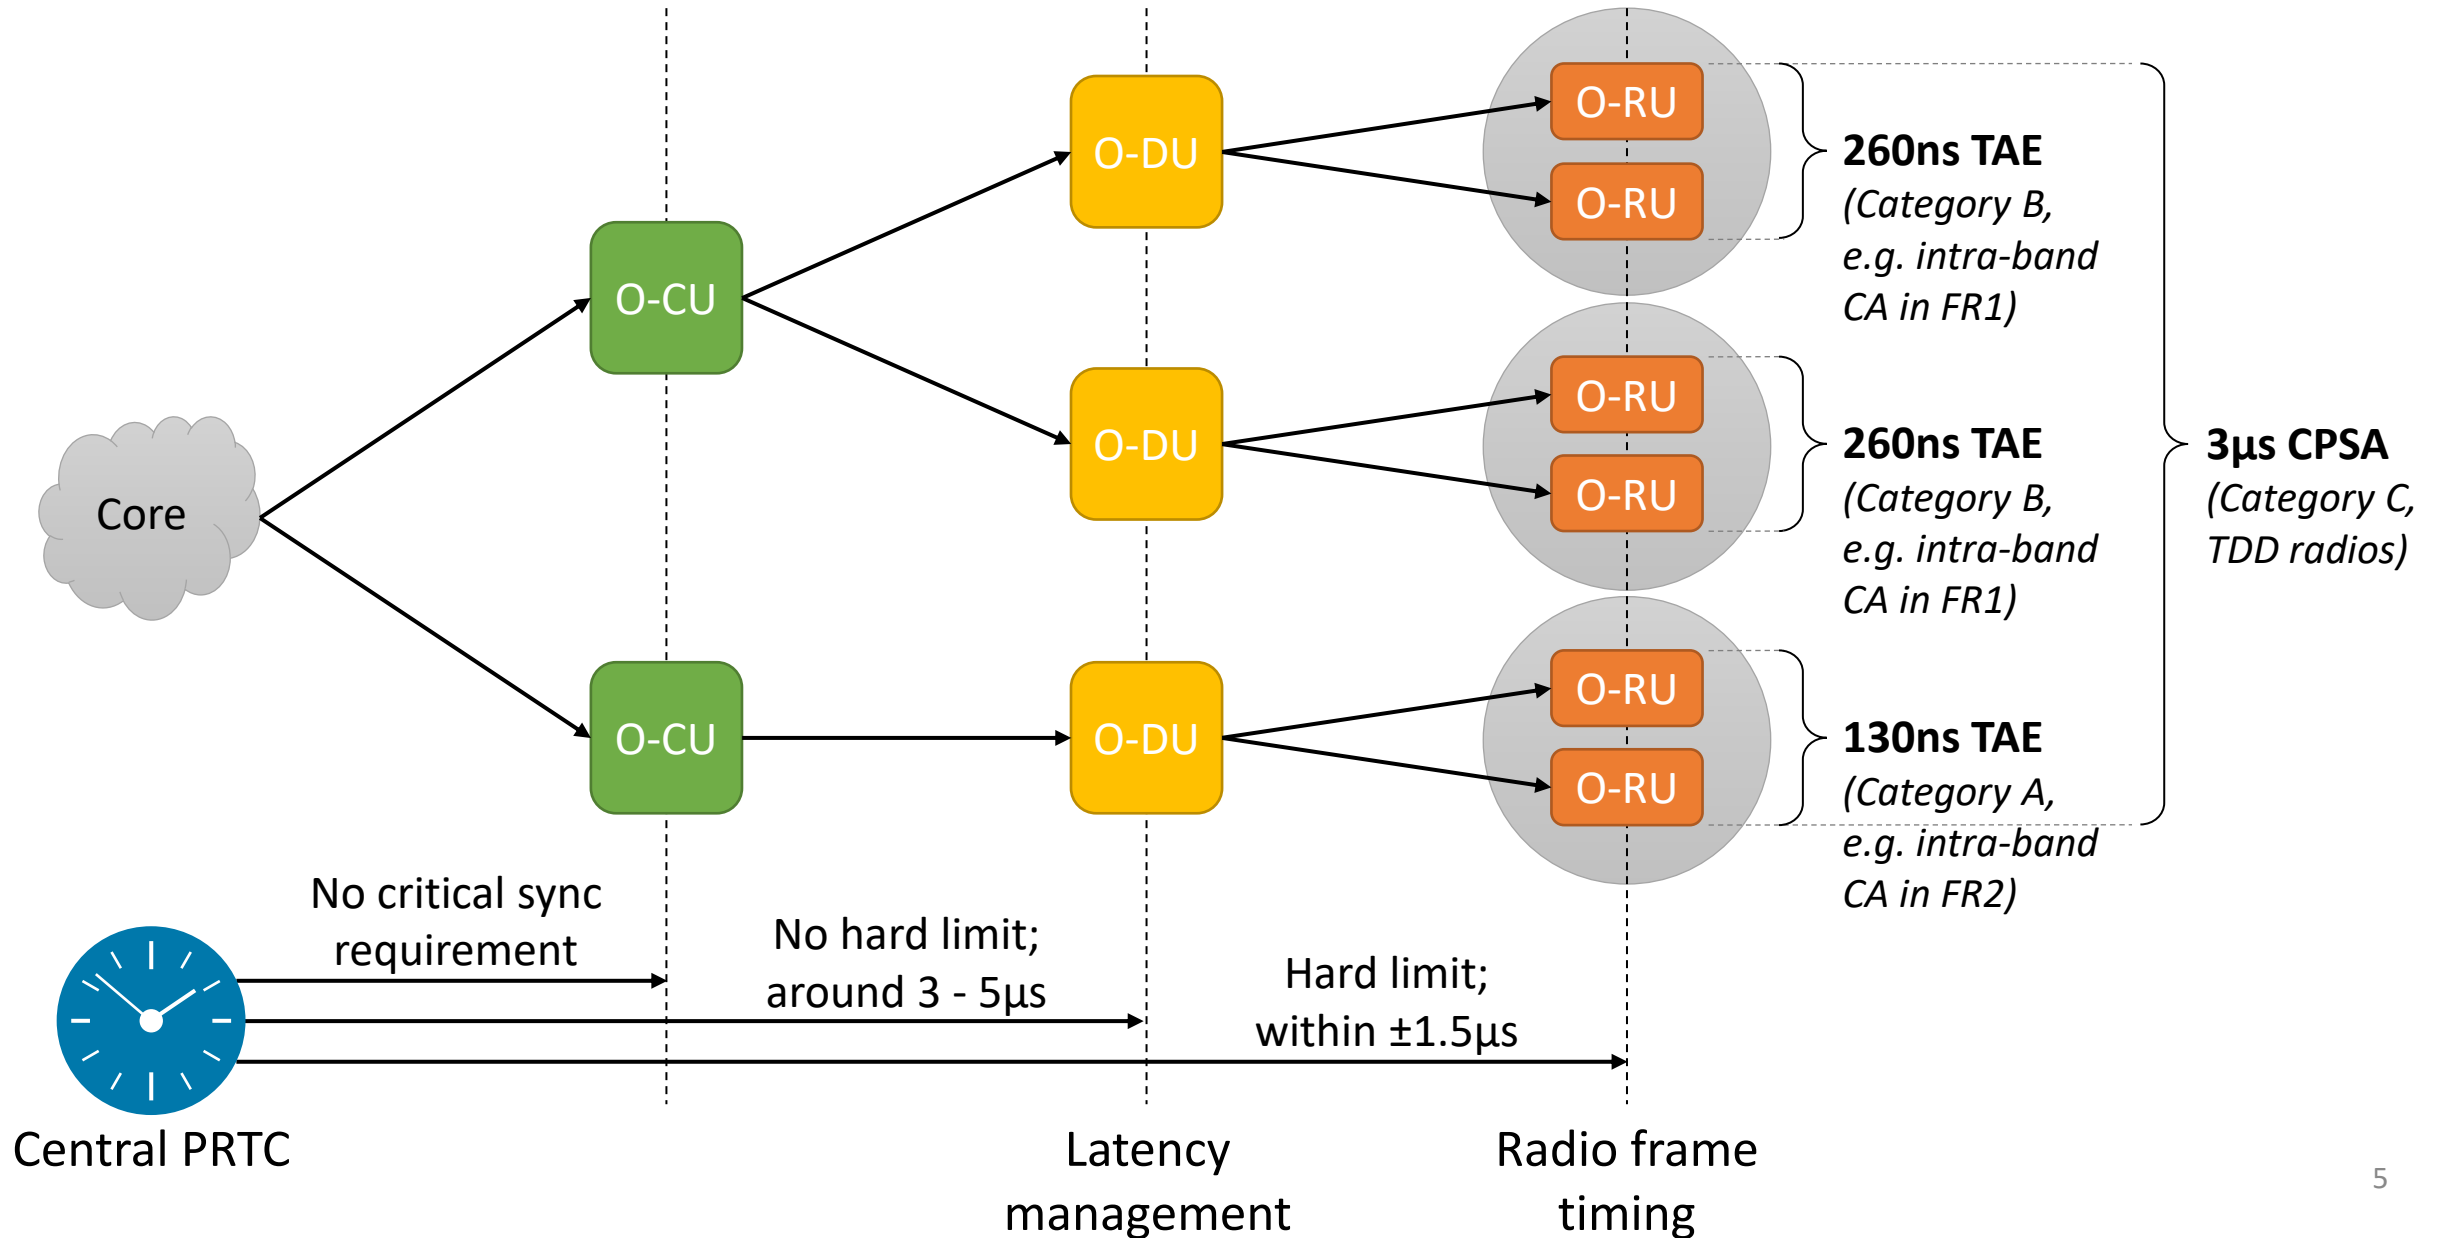 Core
O-CU
O-CU
O-DU
O-DU
O-DU
O-RU
O-RU
O-RU
O-RU
O-RU
O-RU
260ns TAE
(Category B,
e.g. intra-band
CA in FR1)
260ns TAE
(Category B,
e.g. intra-band
CA in FR1)
130ns TAE
(Category A,
e.g. intra-band
CA in FR2)
3µs CPSA
(Category C,
TDD radios)
No critical sync
requirement
No hard limit;
around 3 - 5µs
Hard limit;
within ±1.5µs
Central PRTC
Latency
management
Radio frame
timing
5